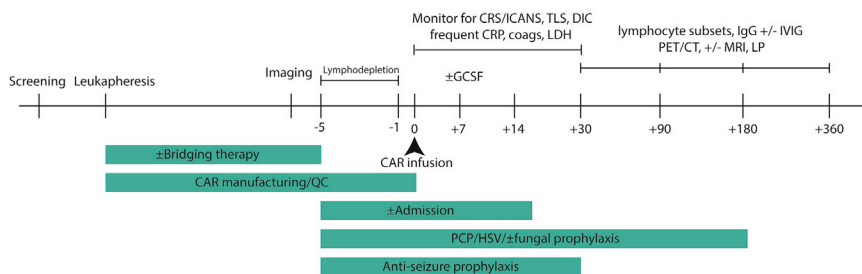 Monitor for CRS/ICANS, TLS, DIC
frequent CRP, coags, LDH
lymphocyte subsets, IgG +/- IVIG
PET/CT, +/- MRI, LP
Screening
Leukapheresis
Imaging
Lymphodepletion
±GCSF
-5
-1
0
+7
+14
+30
+90
+180
+360
CAR infusion
±Bridging therapy
CAR manufacturing/QC
±Admission
PCP/HSV/±fungal prophylaxis
Anti-seizure prophylaxis